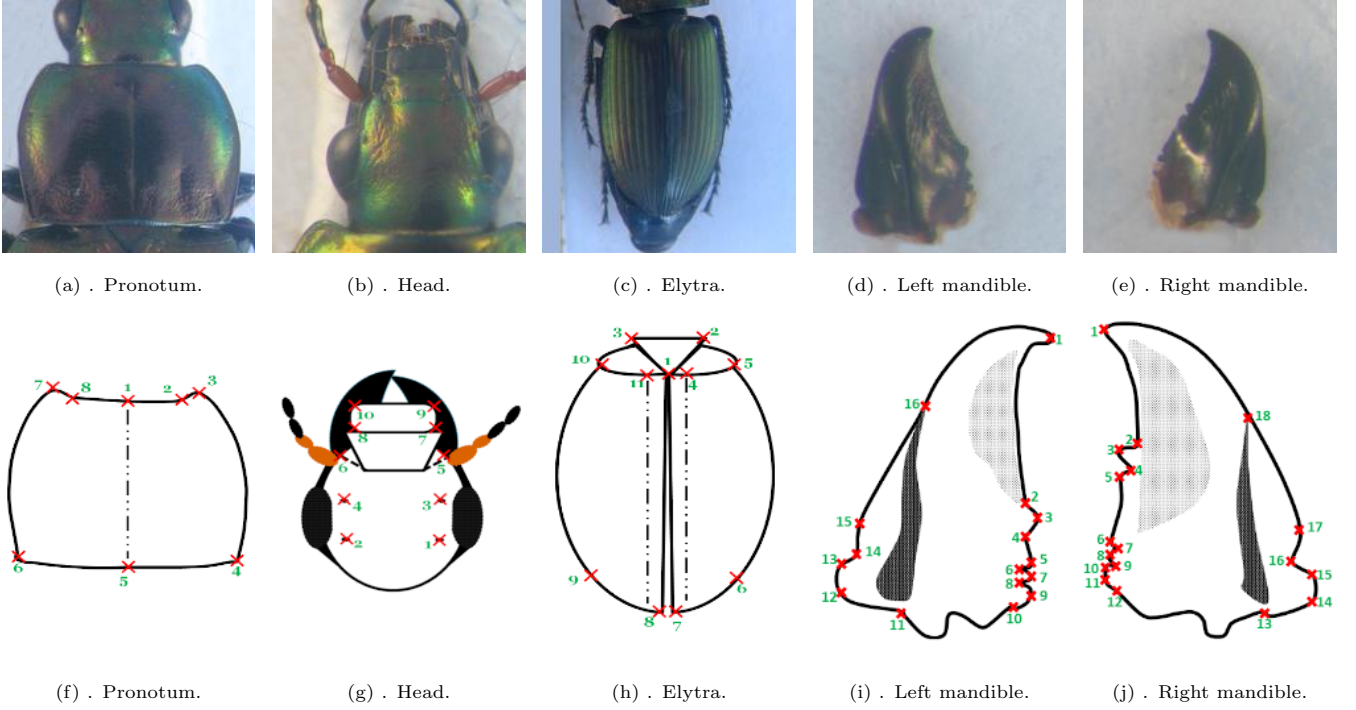 (a) . Pronotum.
(b) . Head.
(c) . Elytra.
(d) . Left mandible.
(e) . Right mandible.
7 8 1 2 3
6 5 4
10 9
8 7
6 5
4 3
2 1
3 2
10 1 5
11 4
9 6
8 7
1
16
2
3
15 4
14 5
13 6 7
8
12 9
10
11
1
18
2
3
4
5
17
6 7
8 16
9
10 15
11
12 14
13
(f) . Pronotum.
(g) . Head.
(h) . Elytra.
(i) . Left mandible.
(j) . Right mandible.